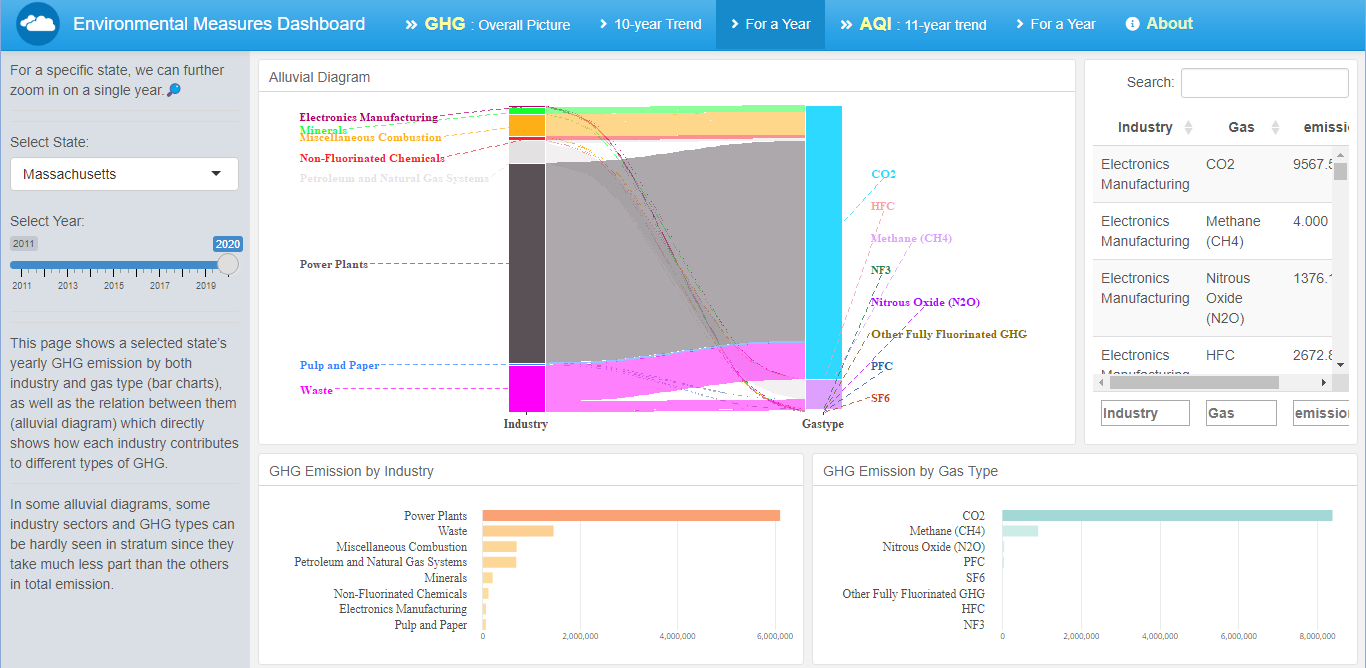 Environmental Measures Dashboard
GHG : Overall Picture
10-year Trend
For a Year
AQI : 11-year trend
For a Year
About
For a specific state, we can further
zoom in on a single year.
Select State:
Massachusetts
Select Year:
2011
2020
2011 2013 2015 2017 2019
This page shows a selected state's
yearly GHG emission by both
industry and gas type (bar charts),
as well as the relation between them
(alluvial diagram) which directly
shows how each industry contributes
to different types of GHG.
In some alluvial diagrams, some
industry sectors and GHG types can
be hardly seen in stratum since they
take much less part than the others
in total emission.
Alluvial Diagram
Electronics Manufacturing
Minerals
Miscellaneous Combustion
Non-Fluorinated Chemicals
Petroleum and Natural Gas Systems
Power Plants
Pulp and Paper
Waste
CO2
HFC
Methane (CH4)
NF3
Nitrous Oxide (N2O)
Other Fully Fluorinated GHG
PFC
SF6
Industry
Gastype
Search:
Industry Gas emissi
Electronics CO2 9567.5
Manufacturing
Electronics Methane 4.000
Manufacturing (CH4)
Electronics Nitrous 1376.1
Manufacturing Oxide
(N2O)
Electronics HFC 2672.8
Manufacturing
Industry Gas emission
GHG Emission by Industry
Power Plants
Waste
Miscellaneous Combustion
Petroleum and Natural Gas Systems
Minerals
Non-Fluorinated Chemicals
Electronics Manufacturing
Pulp and Paper
0 2,000,000 4,000,000 6,000,000
GHG Emission by Gas Type
CO2
Methane (CH4)
Nitrous Oxide (N2O)
PFC
SF6
Other Fully Fluorinated GHG
HFC
NF3
0 2,000,000 4,000,000 6,000,000 8,000,000